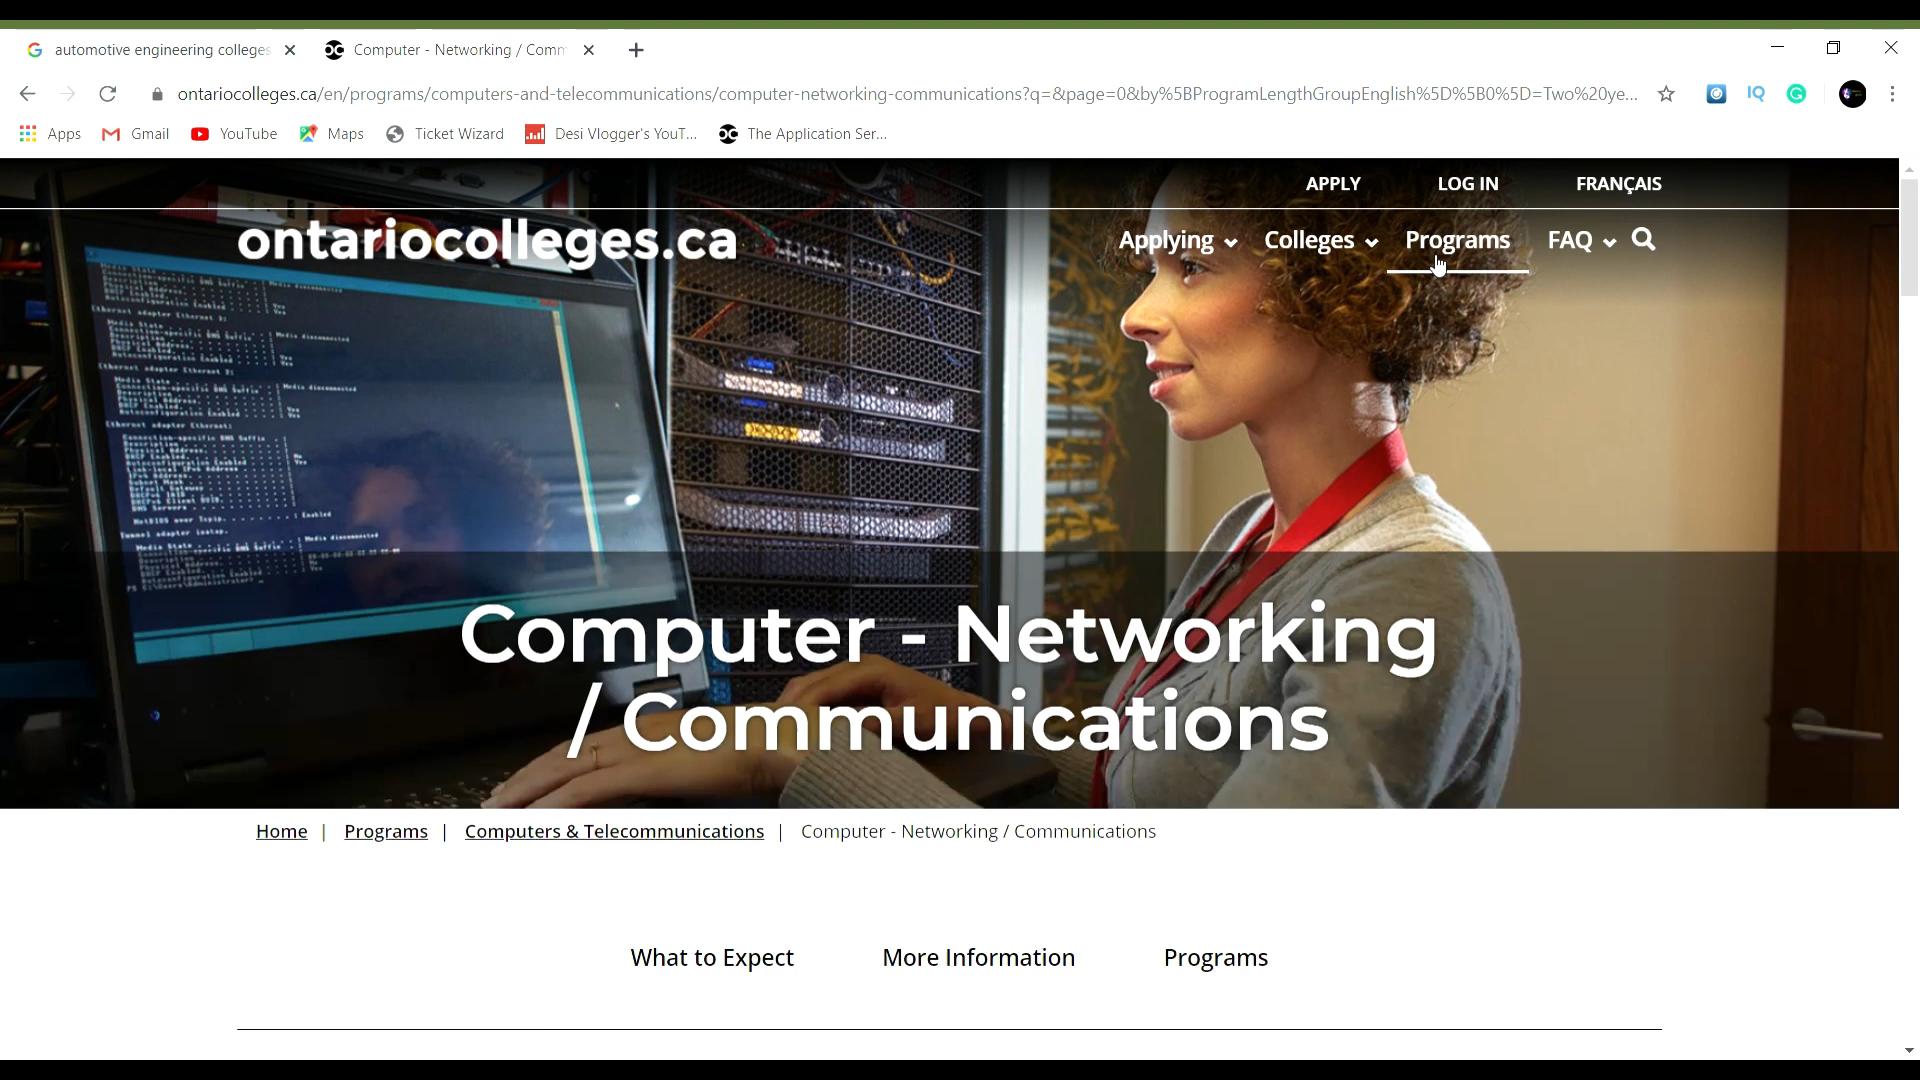 automotive engineering colleges
Computer - Networking / Comm
ontariocolleges.ca/en/programs/computers-and-telecommunications/computer-networking-communications?q=&page=0&by%5BProgramLengthGroupEnglish%5D%5B0%5D=Two%20ye...
Apps Gmail YouTube Maps Ticket Wizard Desi Vlogger's YouT... The Application Ser...
APPLY LOG IN FRANÇAIS
ontariocolleges.ca
Applying Colleges Programs FAQ
Computer - Networking
/ Communications
Home | Programs | Computers & Telecommunications | Computer - Networking / Communications
What to Expect More Information Programs